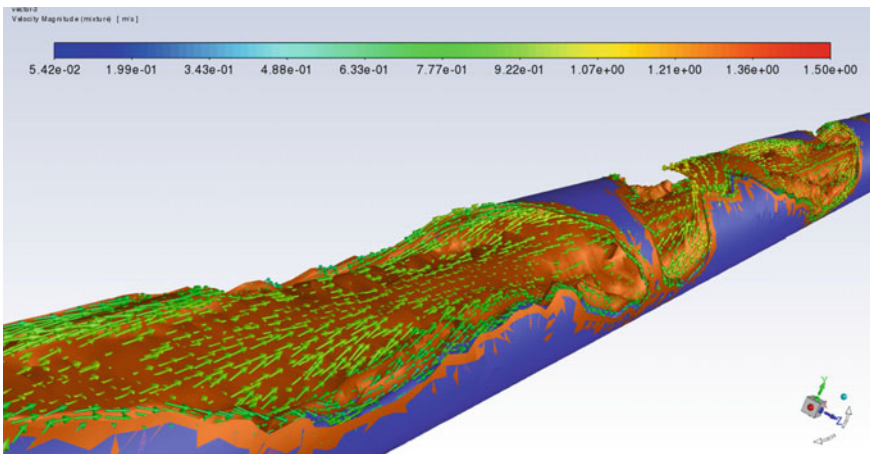 vector-3
Velocity Magnitude (mixture) [ m/s ]
5.42e-02 1.99e-01 3.43e-01 4.88e-01 6.33e-01 7.77e-01 9.22e-01 1.07e+00 1.21e+00 1.36e+00 1.50e+00
Y
Z